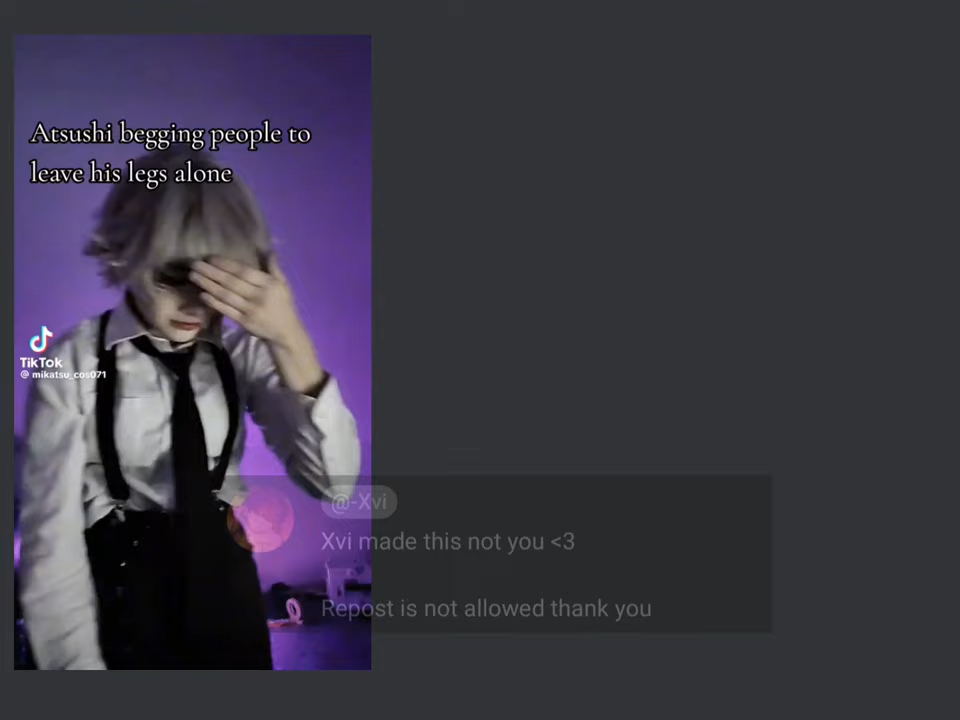 Atsushi begging people to
leave his legs alone
TikTok
@ mikatsu_cos071
@-Xvi
Xvi made this not you <3
Repost is not allowed thank you